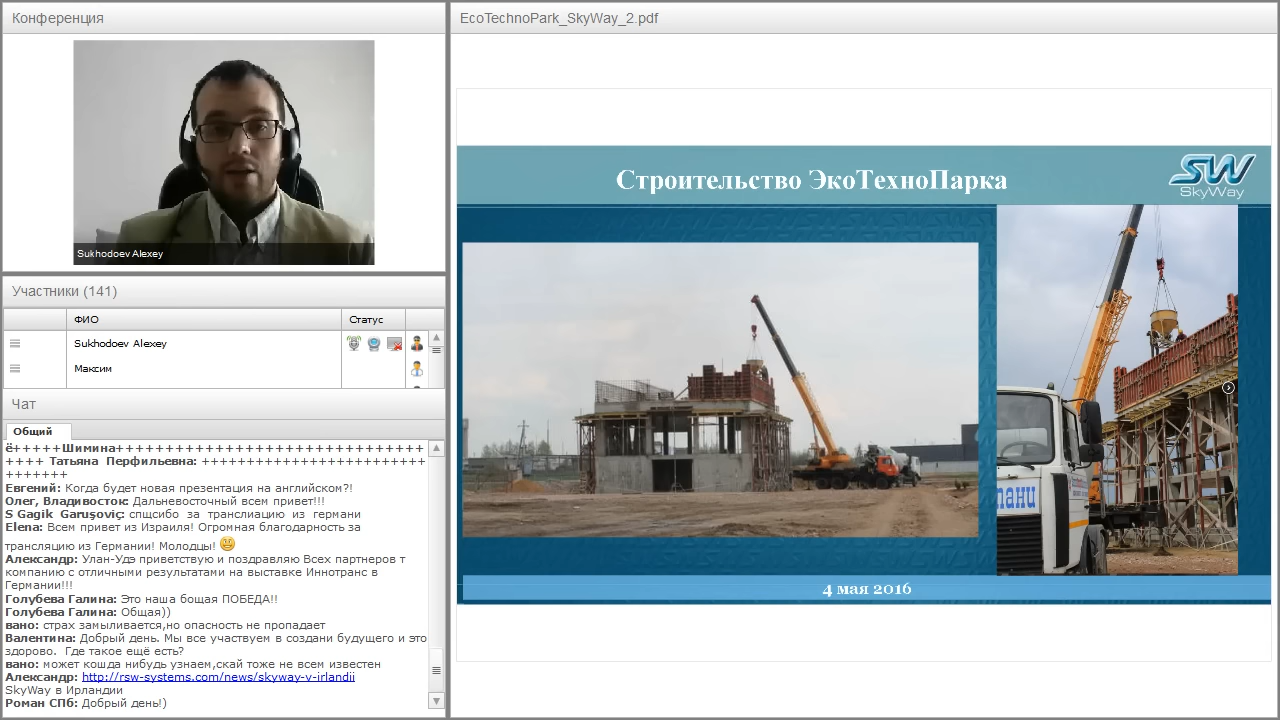 Конференция
Sukhodoev Alexey
Участники (141)
ФИО
Статус
Sukhodoev Alexey
Максим
Чат
Общий
ё+++++Шимина+++++++++++++++++++++++++++++++
++++ Татьяна Перфильевна: +++++++++++++++++++++++++
+++++++
Евгений: Когда будет новая презентация на английском?!
Олег, Владивосток: Дальневосточный всем привет!!!
S Gagik Garuşoviç: спщсибо за транслиацию из германи
Elena: Всем привет из Израиля! Огромная благодарность за
трансляцию из Германии! Молодцы!
Александр: Улан-Удэ приветствую и поздравляю Всех партнеров т
компанию с отличными результатами на выставке Иннотранс в
Германии!!!
Голубева Галина: Это наша бощая ПОБЕДА!!
Голубева Галина: Общая))
вано: страх замыливается,но опасность не пропадает
Валентина: Добрый день. Мы все участвуем в создани будущего и это
здорово. Где такое ещё есть?
вано: может кощда нибудь узнаем,скай тоже не всем известен
Александр: http://rsw-systems.com/news/skyway-v-irlandii
SkyWay в Ирландии
Роман СПб: Добрый день!)
EcoTechnoPark_SkyWay_2.pdf
Строительство ЭкоТехноПарка
SW
SkyWay
4 мая 2016